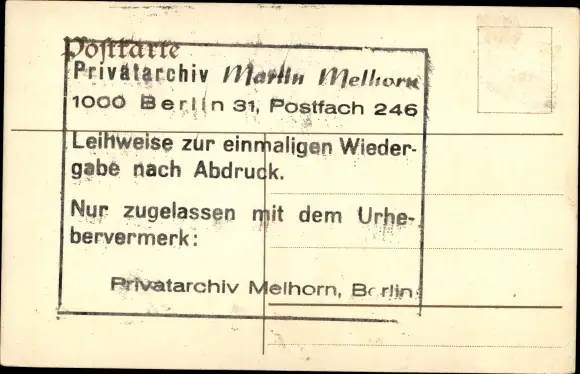 Postkarte
Privatarchiv Martin Melhorn
1000 Berlin 31, Postfach 246
Leihweise zur einmaligen Wieder-
gabe nach Abdruck.
Nur zugelassen mit dem Urhe-
bervermerk:
Privatarchiv Melhorn, Berlin